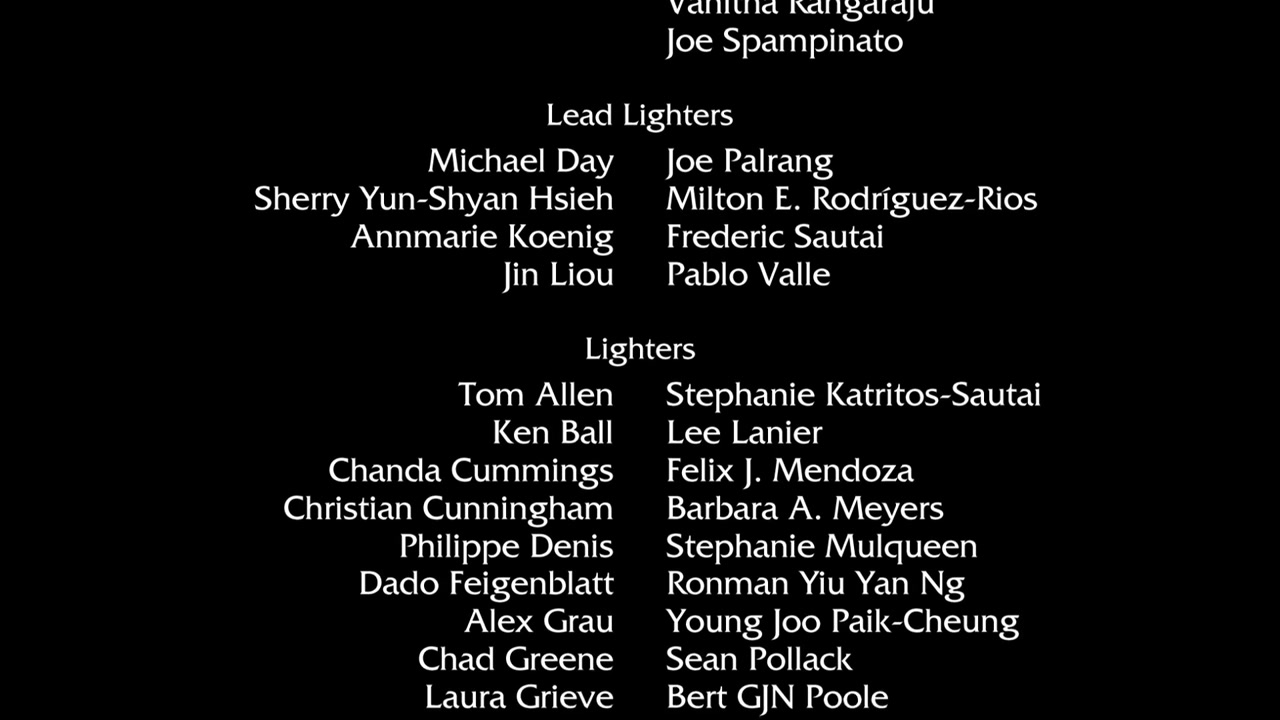 Vanitha Rangaraju
Joe Spampinato
Lead Lighters
Michael Day Joe Palrang
Sherry Yun-Shyan Hsieh Milton E. Rodríguez-Rios
Annmarie Koenig Frederic Sautai
Jin Liou Pablo Valle
Lighters
Tom Allen Stephanie Katritos-Sautai
Ken Ball Lee Lanier
Chanda Cummings Felix J. Mendoza
Christian Cunningham Barbara A. Meyers
Philippe Denis Stephanie Mulqueen
Dado Feigenblatt Ronman Yiu Yan Ng
Alex Grau Young Joo Paik-Cheung
Chad Greene Sean Pollack
Laura Grieve Bert GJN Poole